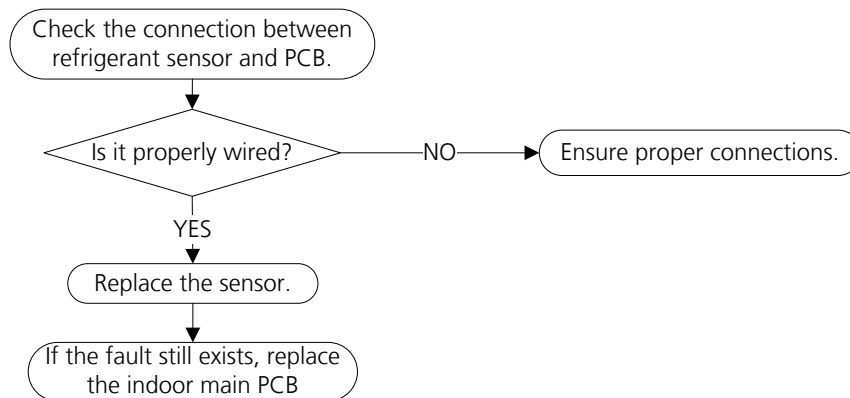 Check the connection between
refrigerant sensor and PCB.
Is it properly wired?
NO
Ensure proper connections.
YES
Replace the sensor.
If the fault still exists, replace
the indoor main PCB